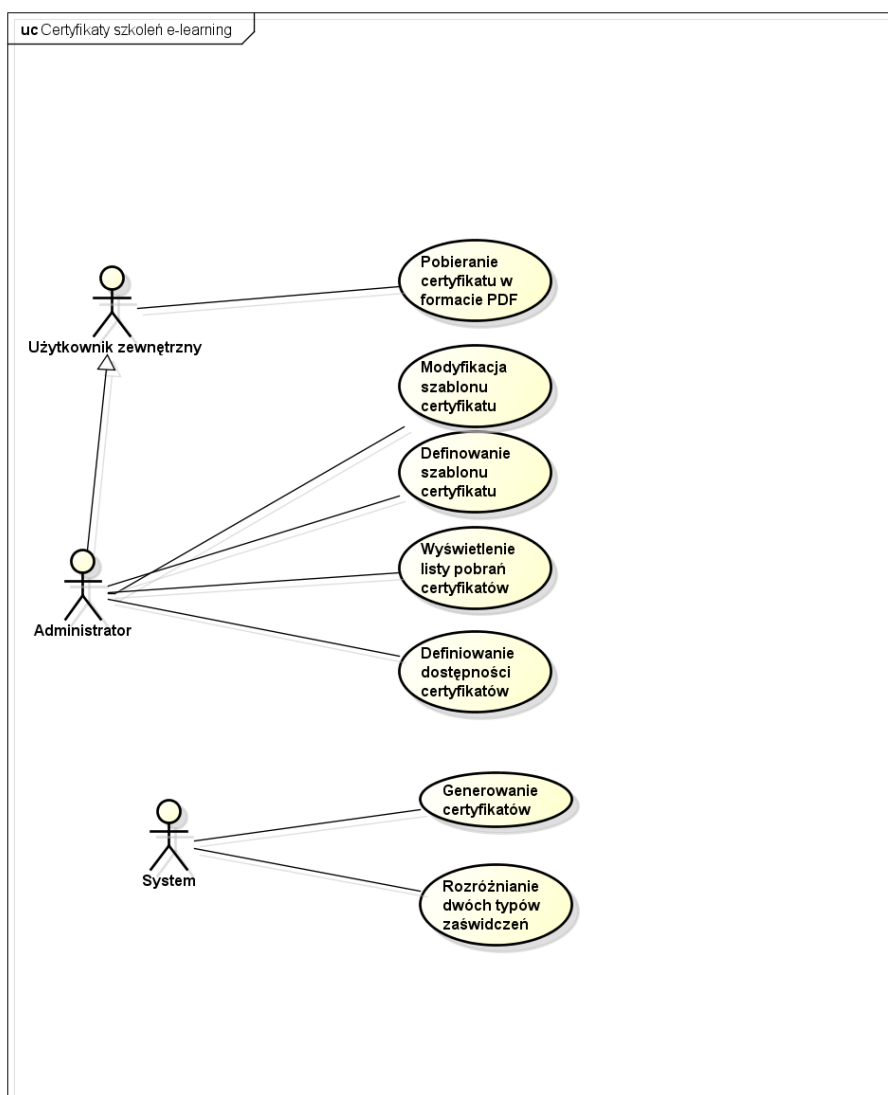 uc Certyfikaty szkoleń e-learning
Pobieranie
certyfikatu w
formacie PDF
Użytkownik zewnętrzny
Modyfikacja
szablonu
certyfikatu
Definowanie
szablonu
certyfikatu
Wyświetlenie
listy pobrań
certyfikatów
Administrator
Definiowanie
dostępności
certyfikatów
Generowanie
certyfikatów
System
Rozróżnianie
dwóch typów
zaświdczeń